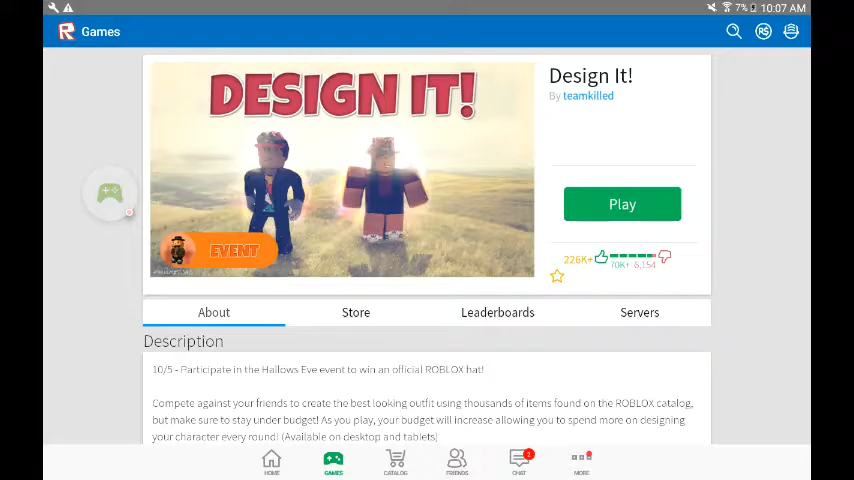 7% 10:07 AM
Games
DESIGN IT!
EVENT
Design It!
By teamkilled
Play
226K+ 70K+ 6,154
About Store Leaderboards Servers
Description
10/5 - Participate in the Hallows Eve event to win an official ROBLOX hat!
Compete against your friends to create the best looking outfit using thousands of items found on the ROBLOX catalog,
but make sure to stay under budget! As you play, your budget will increase allowing you to spend more on designing
your character every round! (Available on desktop and tablets)
2
HOME GAMES CATALOG FRIENDS CHAT MORE